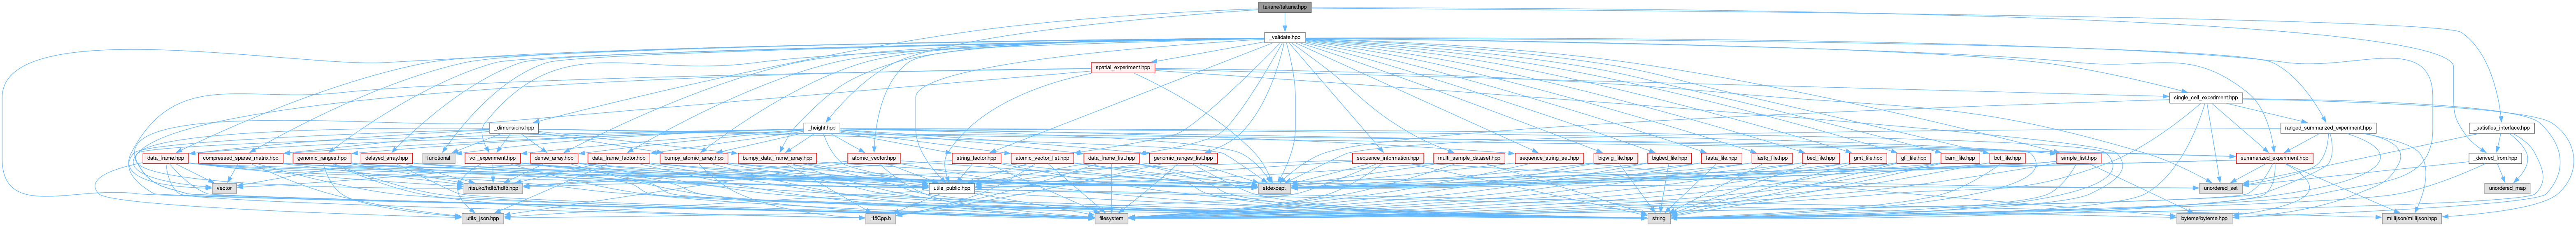 takane/takane.hpp
_validate.hpp
spatial_experiment.hpp
single_cell_experiment.hpp
_dimensions.hpp
_height.hpp
ranged_summarized_experiment.hpp
_satisfies_interface.hpp
data_frame.hpp
compressed_sparse_matrix.hpp
genomic_ranges.hpp
delayed_array.hpp
functional
vcf_experiment.hpp
dense_array.hpp
data_frame_factor.hpp
bumpy_atomic_array.hpp
bumpy_data_frame_array.hpp
atomic_vector.hpp
string_factor.hpp
atomic_vector_list.hpp
data_frame_list.hpp
genomic_ranges_list.hpp
sequence_information.hpp
multi_sample_dataset.hpp
sequence_string_set.hpp
bigwig_file.hpp
bigbed_file.hpp
fasta_file.hpp
fastq_file.hpp
bed_file.hpp
gmt_file.hpp
gff_file.hpp
bam_file.hpp
bcf_file.hpp
simple_list.hpp
summarized_experiment.hpp
_derived_from.hpp
vector
ritsuko/hdf5/hdf5.hpp
utils_public.hpp
stdexcept
unordered_set
unordered_map
utils_json.hpp
H5Cpp.h
filesystem
string
byteme/byteme.hpp
millijson/millijson.hpp